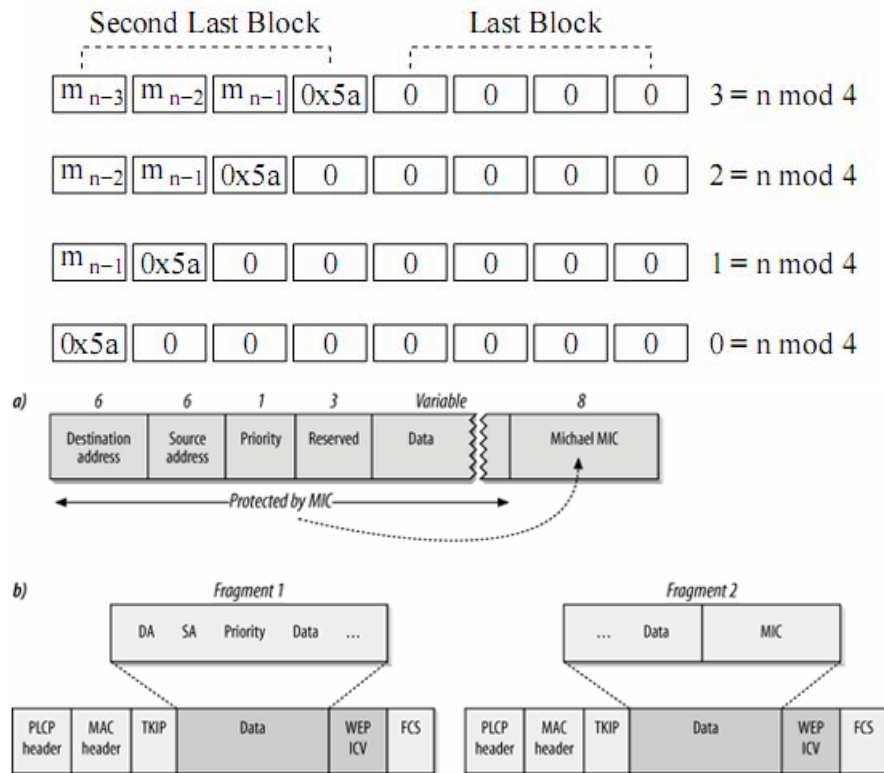 Second Last Block Last Block
m n−3 m n−2 m n−1 0x5a 0 0 0 0 3 = n mod 4
m n−2 m n−1 0x5a 0 0 0 0 0 2 = n mod 4
m n−1 0x5a 0 0 0 0 0 0 1 = n mod 4
0x5a 0 0 0 0 0 0 0 0 = n mod 4
a) 6 6 1 3 Variable 8
Destination address Source address Priority Reserved Data Michael MIC
Protected by MIC
b) Fragment 1 Fragment 2
DA SA Priority Data ... ... Data MIC
PLCP header MAC header TKIP Data WEP ICV FCS PLCP header MAC header TKIP Data WEP ICV FCS